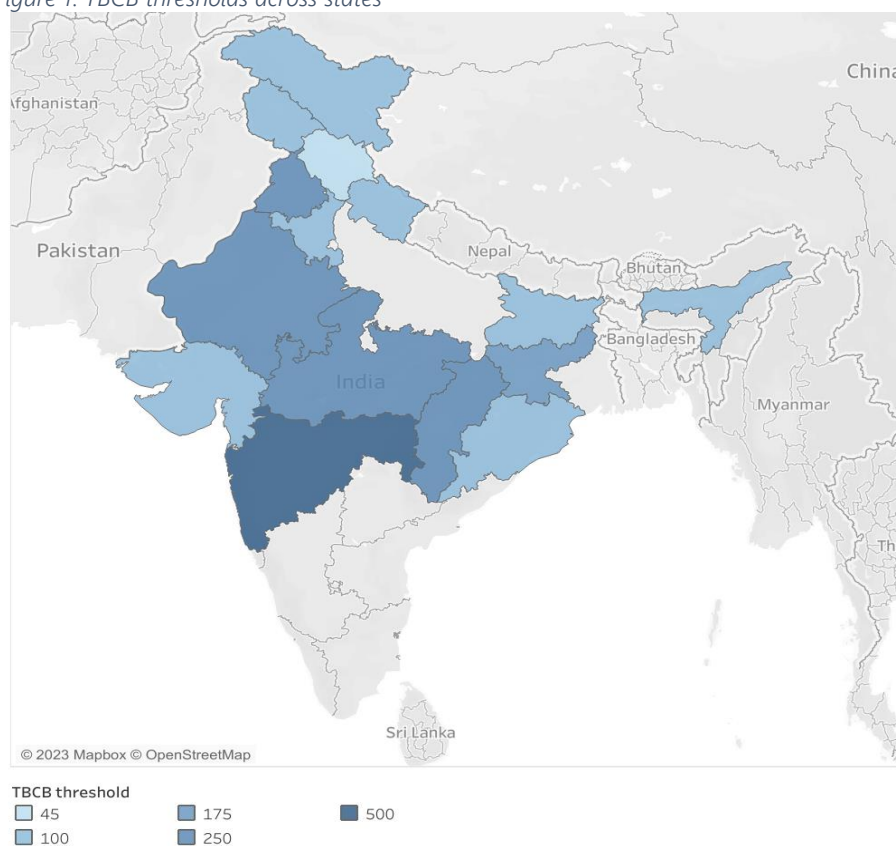 igure 1: TBCB thresholds across states
China
Afghanistan
Pakistan
Nepal
Bhutan
Bangladesh
India
Myanmar
Th
Sri Lanka
© 2023 Mapbox © OpenStreetMap
TBCB threshold
45
175
500
100
250